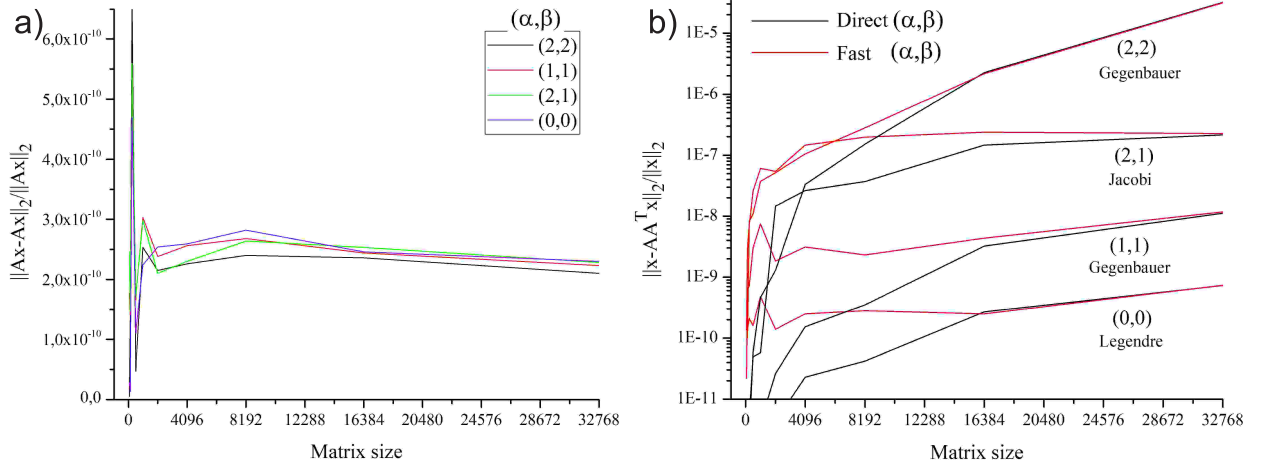 a)
(α,β)
(2,2)
(1,1)
(2,1)
(0,0)
6,0x10⁻¹⁰
5,0x10⁻¹⁰
4,0x10⁻¹⁰
3,0x10⁻¹⁰
2,0x10⁻¹⁰
1,0x10⁻¹⁰
0,0
||Ax-Ax||₂/||Ax||₂
0 4096 8192 12288 16384 20480 24576 28672 32768
Matrix size
b)
Direct (α,β)
Fast (α,β)
1E-5
1E-6
1E-7
1E-8
1E-9
1E-10
1E-11
||x-AAᵀx||₂/||x||₂
(2,2)
Gegenbauer
(2,1)
Jacobi
(1,1)
Gegenbauer
(0,0)
Legendre
0 4096 8192 12288 16384 20480 24576 28672 32768
Matrix size